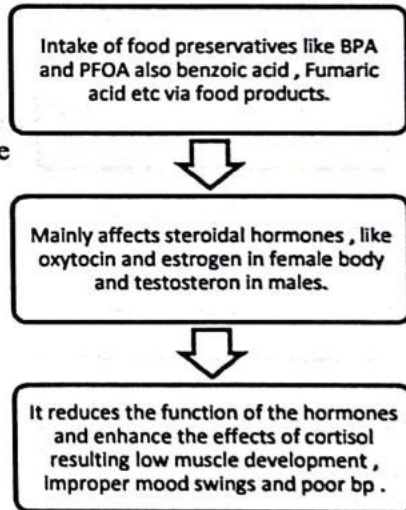 Intake of food preservatives like BPA
and PFOA also benzoic acid , Fumaric
acid etc via food products.
e
Mainly affects steroidal hormones , like
oxytocin and estrogen in female body
and testosteron in males.
It reduces the function of the hormones
and enhance the effects of cortisol
resulting low muscle development ,
Improper mood swings and poor bp .